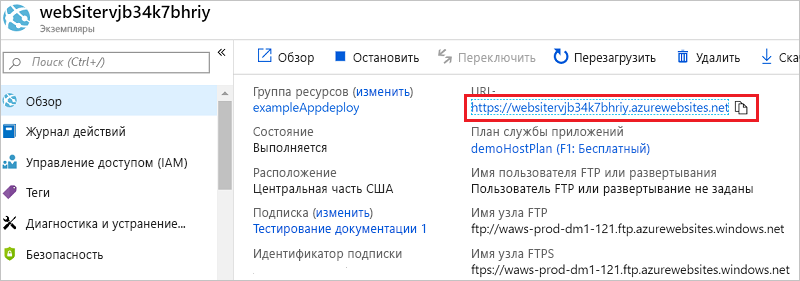 webSitervjb34k7bhriy
Экземпляры
Поиск (Ctrl+/)
«
Обзор
Журнал действий
Управление доступом (IAM)
Теги
Диагностика и устранение...
Безопасность
Обзор Остановить Переключить Перезагрузить Удалить Ска
Группа ресурсов (изменить)
exampleAppdeploy
Состояние
Выполняется
Расположение
Центральная часть США
Подписка (изменить)
Тестирование документации 1
Идентификатор подписки
URL-
https://websitervjb34k7bhriy.azurewebsites.net
План службы приложений
demoHostPlan (F1: Бесплатный)
Имя пользователя FTP или развертывания
Пользователь FTP или развертывание не заданы
Имя узла FTP
ftp://waws-prod-dm1-121.ftp.azurewebsites.windows.net
Имя узла FTPS
ftps://waws-prod-dm1-121.ftp.azurewebsites.windows.net